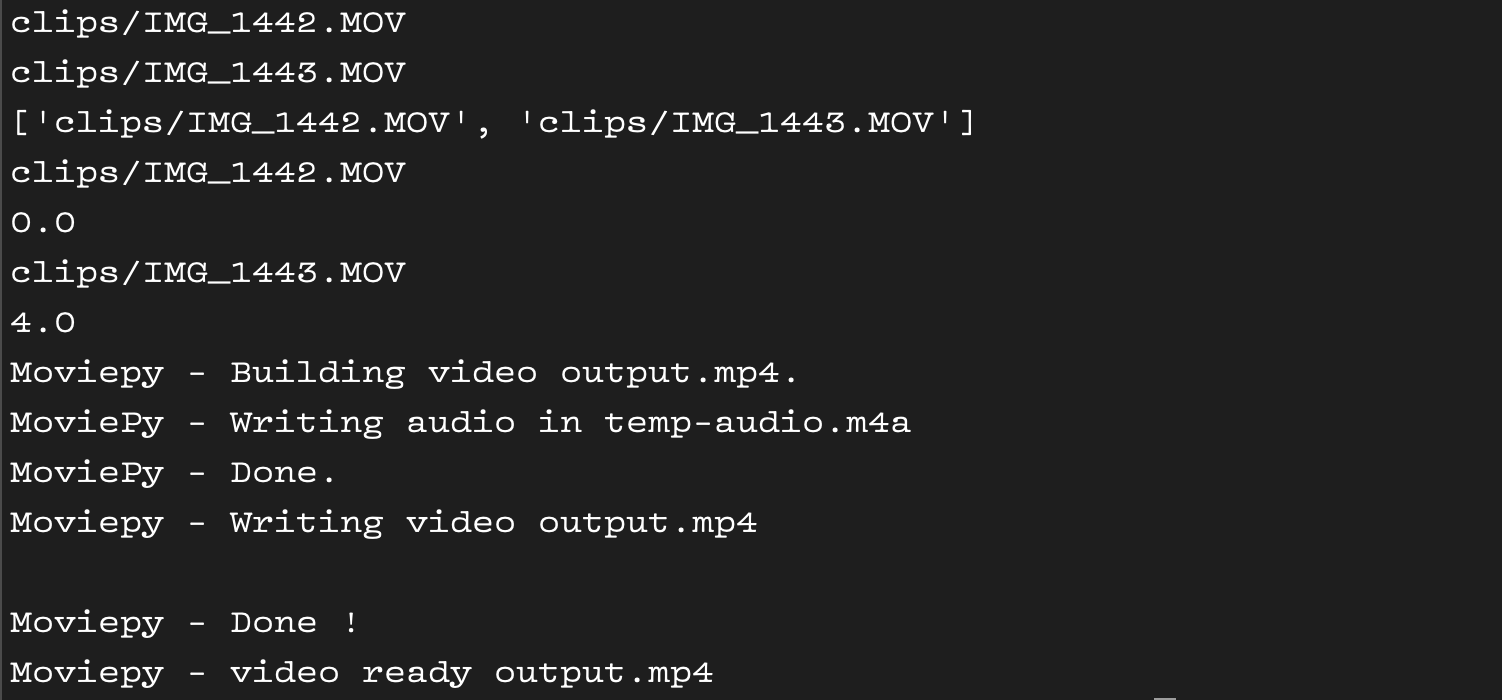 clips/IMG_1442.MOV
clips/IMG_1443.MOV
['clips/IMG_1442.MOV', 'clips/IMG_1443.MOV']
clips/IMG_1442.MOV
0.0
clips/IMG_1443.MOV
4.0
Moviepy - Building video output.mp4.
MoviePy - Writing audio in temp-audio.m4a
MoviePy - Done.
Moviepy - Writing video output.mp4
Moviepy - Done !
Moviepy - video ready output.mp4